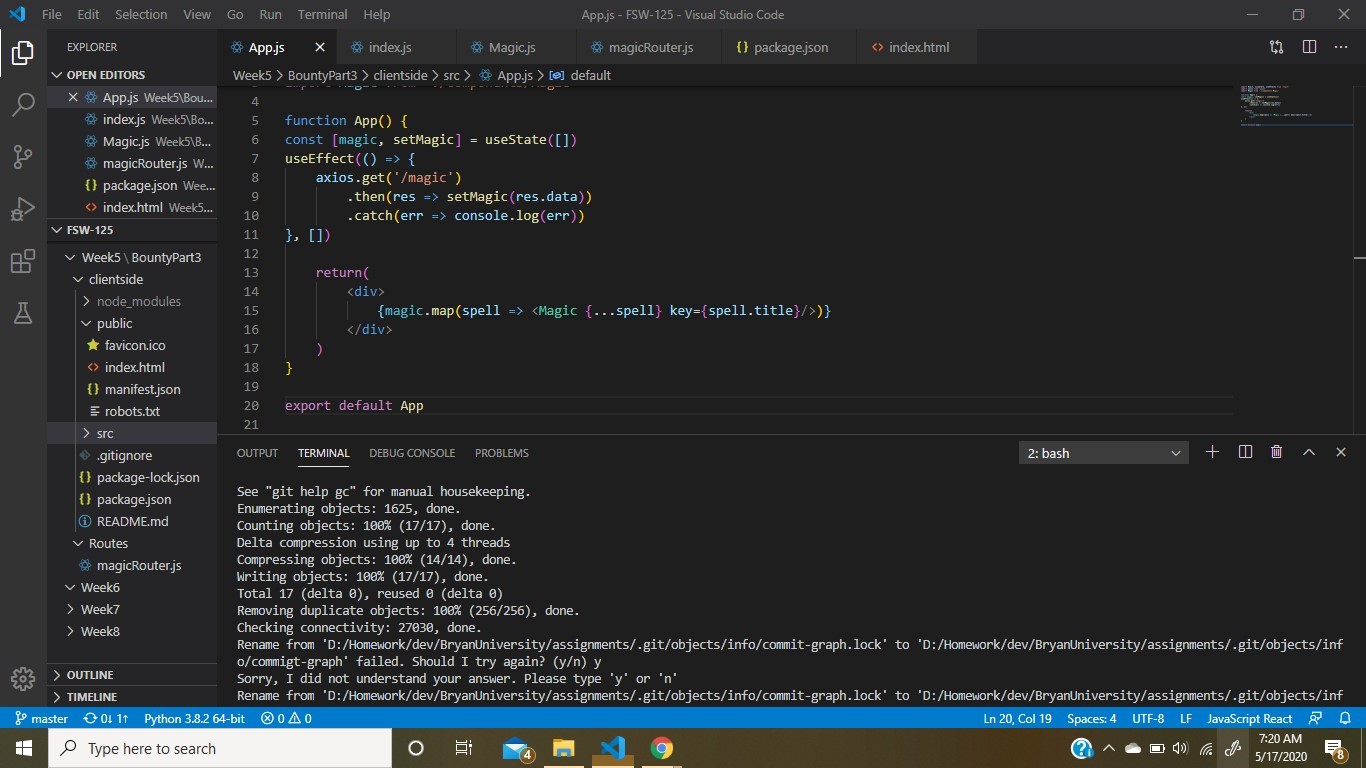 File Edit Selection View Go Run Terminal Help App.js - FSW-125 - Visual Studio Code
EXPLORER
OPEN EDITORS
App.js Week5\Bou...
index.js Week5\Bo...
Magic.js Week5\B...
magicRouter.js W...
package.json Wee...
index.html Week5...
FSW-125
Week5 \ BountyPart3
clientside
node_modules
public
favicon.ico
index.html
manifest.json
robots.txt
src
.gitignore
package-lock.json
package.json
README.md
Routes
magicRouter.js
Week6
Week7
Week8
OUTLINE
TIMELINE
App.js index.js Magic.js magicRouter.js package.json index.html
Week5 > BountyPart3 > clientside > src > App.js > default
4
5 function App() {
6 const [magic, setMagic] = useState([])
7 useEffect(() => {
8 axios.get('/magic')
9 .then(res => setMagic(res.data))
10 .catch(err => console.log(err))
11 }, [])
12
13 return(
14 <div>
15 {magic.map(spell => <Magic {...spell} key={spell.title}/>)}
16 </div>
17 )
18 }
19
20 export default App
21
OUTPUT TERMINAL DEBUG CONSOLE PROBLEMS 2: bash
See "git help gc" for manual housekeeping.
Enumerating objects: 1625, done.
Counting objects: 100% (17/17), done.
Delta compression using up to 4 threads
Compressing objects: 100% (14/14), done.
Writing objects: 100% (17/17), done.
Total 17 (delta 0), reused 0 (delta 0)
Removing duplicate objects: 100% (256/256), done.
Checking connectivity: 27030, done.
Rename from 'D:/Homework/dev/BryanUniversity/assignments/.git/objects/info/commit-graph.lock' to 'D:/Homework/dev/BryanUniversity/assignments/.git/objects/inf
o/commigt-graph' failed. Should I try again? (y/n) y
Sorry, I did not understand your answer. Please type 'y' or 'n'
Rename from 'D:/Homework/dev/BryanUniversity/assignments/.git/objects/info/commit-graph.lock' to 'D:/Homework/dev/BryanUniversity/assignments/.git/objects/inf
master 0↓ 1↑ Python 3.8.2 64-bit 0 0 Ln 20, Col 19 Spaces: 4 UTF-8 LF JavaScript React
Type here to search 4 7:20 AM
5/17/2020 8